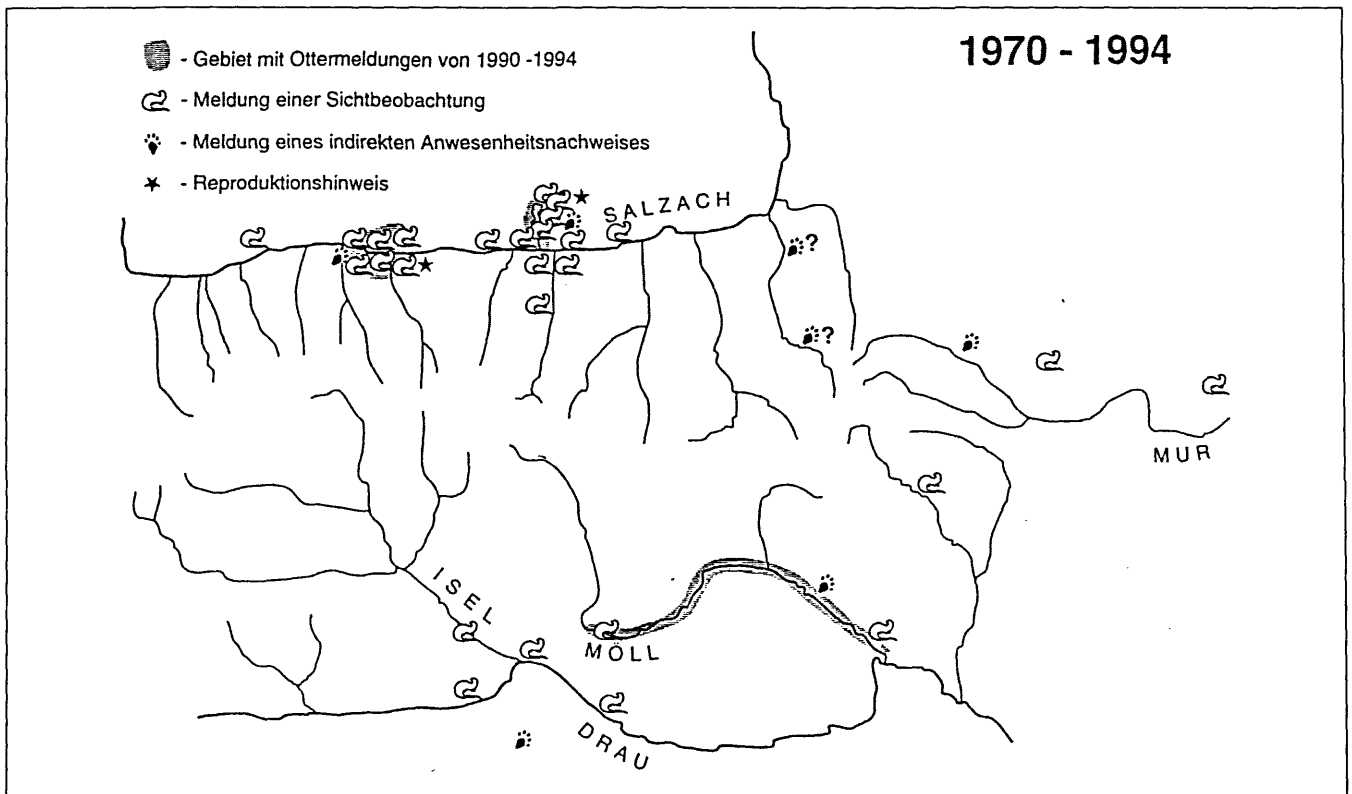 1970 - 1994
- Gebiet mit Ottermeldungen von 1990 -1994
- Meldung einer Sichtbeobachtung
- Meldung eines indirekten Anwesenheitsnachweises
- Reproduktionshinweis
SALZACH
?
?
MUR
ISEL
MÖLL
DRAU